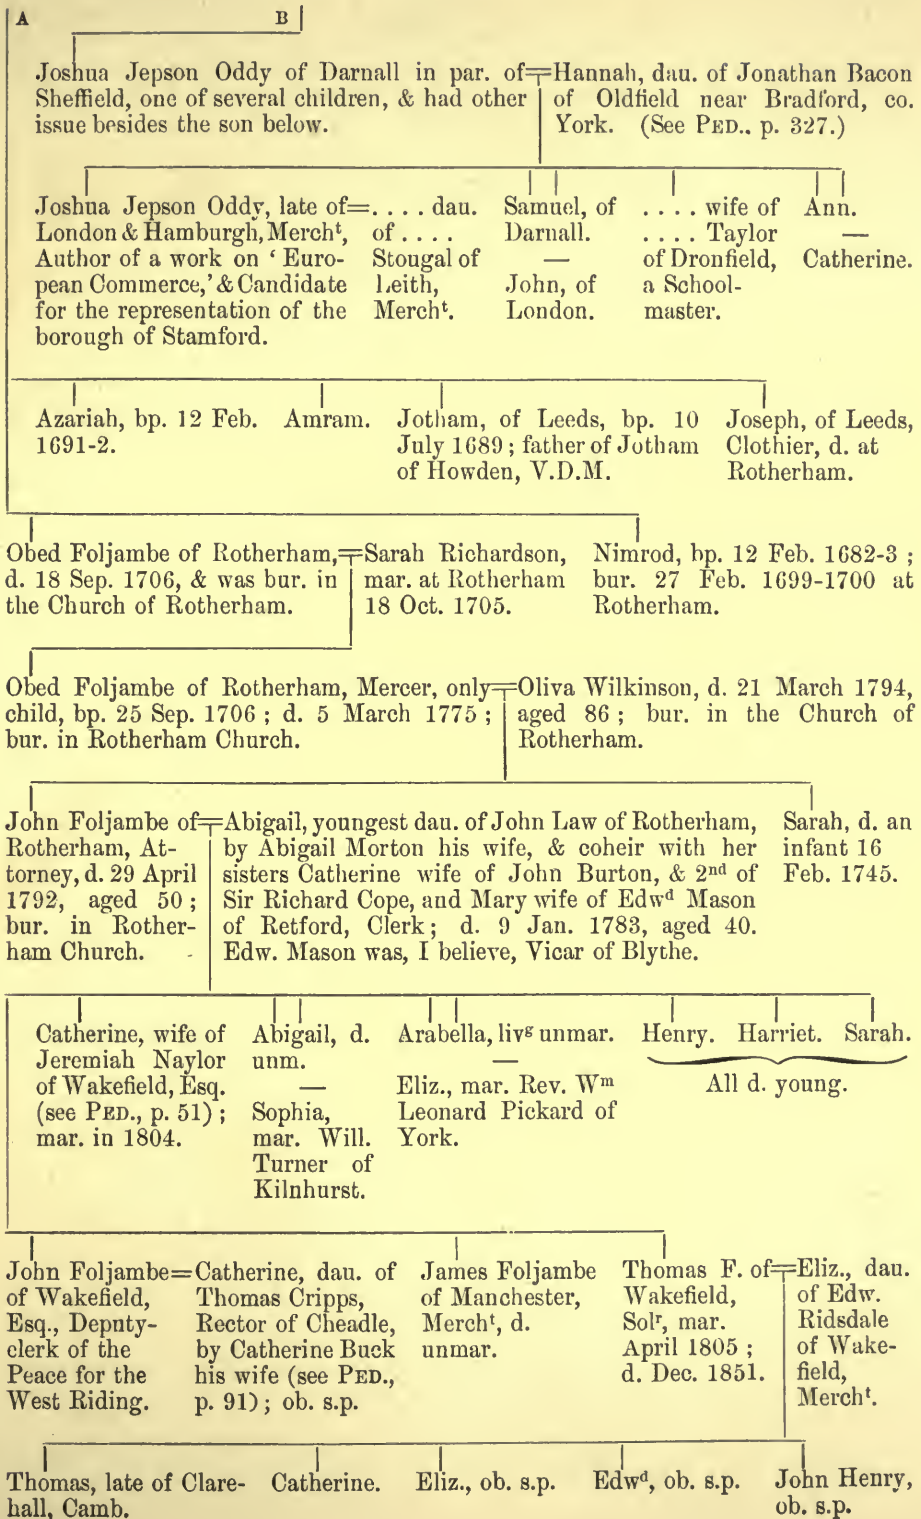 A B
Joshua Jepson Oddy of Darnall in par. of=Hannah, dau. of Jonathan Bacon
Sheffield, one of several children, & had other of Oldfield near Bradford, co.
issue besides the son below. York. (See PED., p. 327.)
Joshua Jepson Oddy, late of=. . . . dau.
London & Hamburgh, Mercht, of . . . .
Author of a work on ‘ Euro- Stougal of
pean Commerce,’ & Candidate Leith,
for the representation of the Mercht.
borough of Stamford.
Samuel, of
Darnall.
—
John, of
London.
. . . . wife of
. . . . Taylor
of Dronfield,
a School-
master.
Ann.
—
Catherine.
Azariah, bp. 12 Feb.
1691-2.
Amram.
Jotham, of Leeds, bp. 10
July 1689 ; father of Jotham
of Howden, V.D.M.
Joseph, of Leeds,
Clothier, d. at
Rotherham.
Obed Foljambe of Rotherham,=Sarah Richardson,
d. 18 Sep. 1706, & was bur. in mar. at Rotherham
the Church of Rotherham. 18 Oct. 1705.
Nimrod, bp. 12 Feb. 1682-3 ;
bur. 27 Feb. 1699-1700 at
Rotherham.
Obed Foljambe of Rotherham, Mercer, only=Oliva Wilkinson, d. 21 March 1794,
child, bp. 25 Sep. 1706 ; d. 5 March 1775 ; aged 86 ; bur. in the Church of
bur. in Rotherham Church. Rotherham.
John Foljambe of=Abigail, youngest dau. of John Law of Rotherham,
Rotherham, At- by Abigail Morton his wife, & coheir with her
torney, d. 29 April sisters Catherine wife of John Burton, & 2nd of
1792, aged 50 ; Sir Richard Cope, and Mary wife of Edwd Mason
bur. in Rother- of Retford, Clerk ; d. 9 Jan. 1783, aged 40.
ham Church. Edw. Mason was, I believe, Vicar of Blythe.
Sarah, d. an
infant 16
Feb. 1745.
Catherine, wife of
Jeremiah Naylor
of Wakefield, Esq.
(see PED., p. 51) ;
mar. in 1804.
Abigail, d.
unm.
—
Sophia,
mar. Will.
Turner of
Kilnhurst.
Arabella, livg unmar.
—
Eliz., mar. Rev. Wm
Leonard Pickard of
York.
Henry. Harriet. Sarah.
All d. young.
John Foljambe=Catherine, dau. of
of Wakefield, Thomas Cripps,
Esq., Depnty- Rector of Cheadle,
clerk of the by Catherine Buck
Peace for the his wife (see PED.,
West Riding. p. 91) ; ob. s.p.
James Foljambe
of Manchester,
Mercht, d.
unmar.
Thomas F. of=Eliz., dau.
Wakefield, of Edw.
Solr, mar. Ridsdale
April 1805 ; of Wake-
d. Dec. 1851. field,
Mercht.
Thomas, late of Clare-
hall, Camb.
Catherine.
Eliz., ob. s.p.
Edwd, ob. s.p.
John Henry,
ob. s.p.